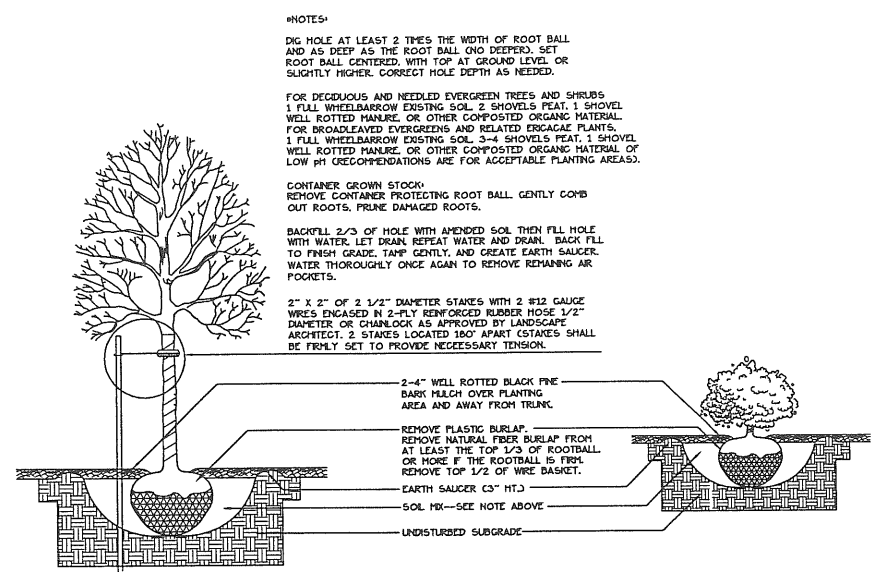 *NOTES*
DIG HOLE AT LEAST 2 TIMES THE WIDTH OF ROOT BALL
AND AS DEEP AS THE ROOT BALL (NO DEEPER). SET
ROOT BALL CENTERED, WITH TOP AT GROUND LEVEL OR
SLIGHTLY HIGHER. CORRECT HOLE DEPTH AS NEEDED.
FOR DECIDUOUS AND NEEDLED EVERGREEN TREES AND SHRUBS
1 FULL WHEELBARROW EXISTING SOIL, 2 SHOVELS PEAT, 1 SHOVEL
WELL ROTTED MANURE, OR OTHER COMPOSTED ORGANIC MATERIAL.
FOR BROADLEAVED EVERGREENS AND RELATED ERICACAE PLANTS,
1 FULL WHEELBARROW EXISTING SOIL, 3-4 SHOVELS PEAT, 1 SHOVEL
WELL ROTTED MANURE, OR OTHER COMPOSTED ORGANIC MATERIAL OF
LOW pH (RECOMMENDATIONS ARE FOR ACCEPTABLE PLANTING AREAS).
CONTAINER GROWN STOCK:
REMOVE CONTAINER PROTECTING ROOT BALL. GENTLY COMB
OUT ROOTS, PRUNE DAMAGED ROOTS.
BACKFILL 2/3 OF HOLE WITH AMENDED SOIL THEN FILL HOLE
WITH WATER, LET DRAIN, REPEAT WATER AND DRAIN. BACK FILL
TO FINISH GRADE, TAMP GENTLY, AND CREATE EARTH SAUCER.
WATER THOROUGHLY ONCE AGAIN TO REMOVE REMAINING AIR
POCKETS.
2" X 2" OF 2 1/2" DIAMETER STAKES WITH 2 #12 GAUGE
WIRES ENCASED IN 2-PLY REINFORCED RUBBER HOSE 1/2"
DIAMETER OR CHAINLOCK AS APPROVED BY LANDSCAPE
ARCHITECT. 2 STAKES LOCATED 180° APART (STAKES SHALL
BE FIRMLY SET TO PROVIDE NECEESSARY TENSION.
2-4" WELL ROTTED BLACK PINE
BARK MULCH OVER PLANTING
AREA AND AWAY FROM TRUNK.
REMOVE PLASTIC BURLAP.
REMOVE NATURAL FIBER BURLAP FROM
AT LEAST THE TOP 1/3 OF ROOTBALL
OR MORE IF THE ROOTBALL IS FIRM.
REMOVE TOP 1/2 OF WIRE BASKET.
EARTH SAUCER (3" HT.)
SOIL MIX--SEE NOTE ABOVE
UNDISTURBED SUBGRADE